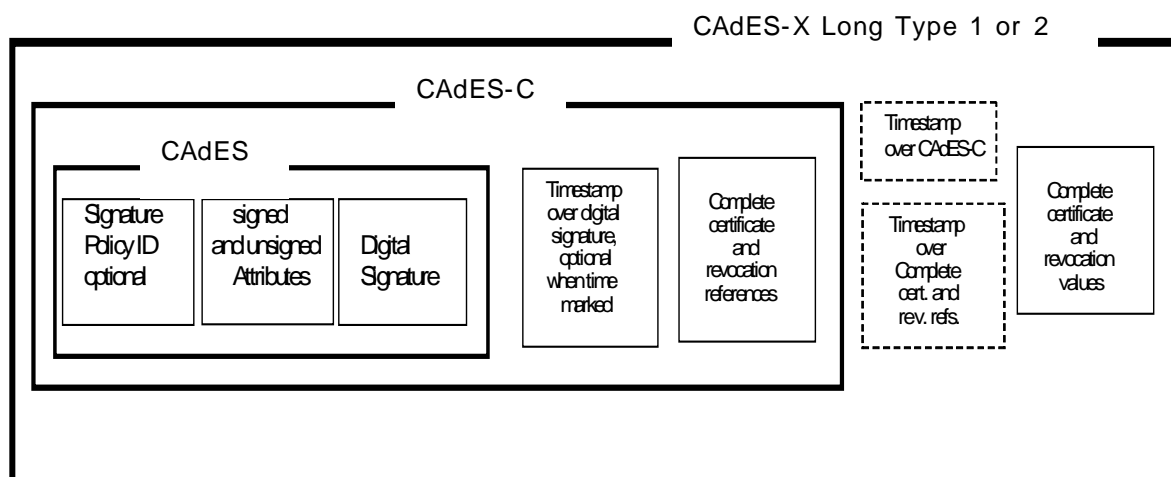 CAdES-X Long Type 1 or 2
CAdES-C
CAdES
Signature
Policy ID
optional
signed
and unsigned
Attributes
Digital
Signature
Timestamp
over digital
signature,
optional
when time
marked
Complete
certificate
and
revocation
references
Timestamp
over CAdES-C
Timestamp
over
Complete
cert. and
rev. refs.
Complete
certificate
and
revocation
values